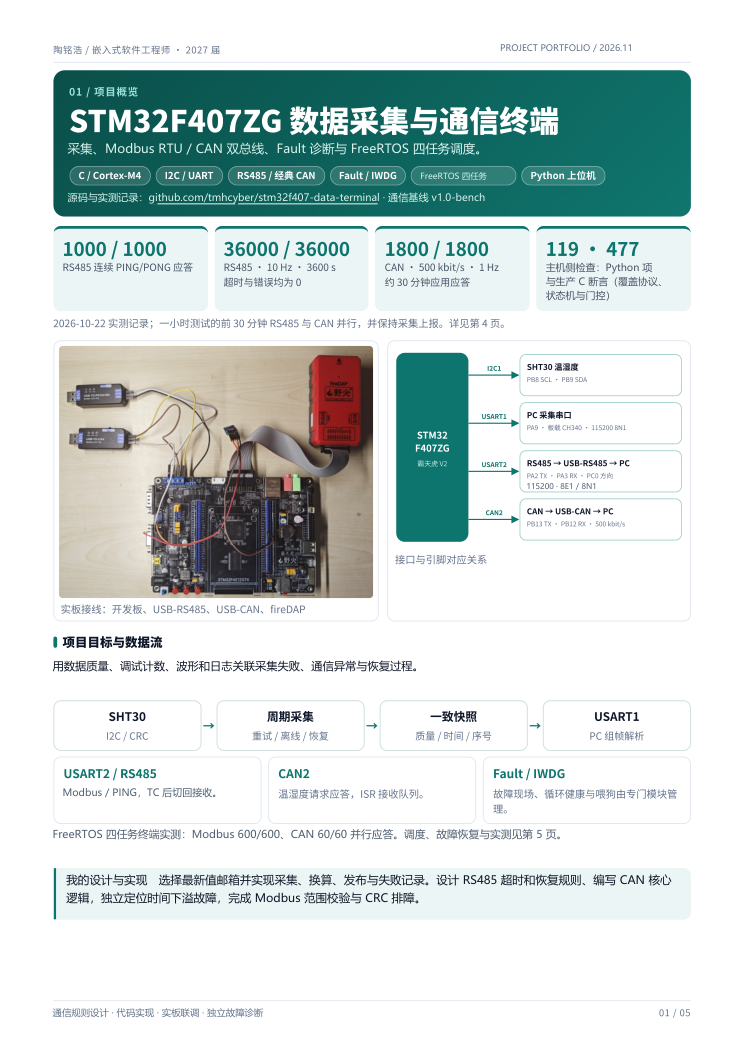 陶铭浩 / 嵌入式软件工程师 · 2027 届
PROJECT PORTFOLIO / 2026.11
01 / 项目概览
STM32F407ZG 数据采集与通信终端
采集、Modbus RTU / CAN 双总线、Fault 诊断与 FreeRTOS 四任务调度。
C / Cortex-M4
I2C / UART
RS485 / 经典 CAN
Fault / IWDG
FreeRTOS 四任务
Python 上位机
源码与实测记录：github.com/tmhcyber/stm32f407-data-terminal · 通信基线 v1.0-bench
1000 / 1000
RS485 连续 PING/PONG 应答
36000 / 36000
RS485 · 10 Hz · 3600 s
超时与错误均为 0
1800 / 1800
CAN · 500 kbit/s · 1 Hz
约 30 分钟应用应答
119 · 477
主机侧检查：Python 项
与生产 C 断言（覆盖协议、
状态机与门控）
2026-10-22 实测记录；一小时测试的前 30 分钟 RS485 与 CAN 并行，并保持采集上报。详见第 4 页。
fireDAP
野火
野火
实板接线：开发板、USB-RS485、USB-CAN、fireDAP
STM32
F407ZG
霸天虎 V2
I2C1
SHT30 温湿度
PB8 SCL · PB9 SDA
USART1
PC 采集串口
PA9 · 板载 CH340 · 115200 8N1
USART2
RS485 → USB-RS485 → PC
PA2 TX · PA3 RX · PC0 方向
115200 · 8E1 / 8N1
CAN2
CAN → USB-CAN → PC
PB13 TX · PB12 RX · 500 kbit/s
接口与引脚对应关系
项目目标与数据流
用数据质量、调试计数、波形和日志关联采集失败、通信异常与恢复过程。
SHT30
I2C / CRC
→
周期采集
重试 / 离线 / 恢复
→
一致快照
质量 / 时间 / 序号
→
USART1
PC 组帧解析
USART2 / RS485
Modbus / PING，TC 后切回接收。
CAN2
温湿度请求应答，ISR 接收队列。
Fault / IWDG
故障现场、循环健康与喂狗由专门模块管
理。
FreeRTOS 四任务终端实测：Modbus 600/600、CAN 60/60 并行应答。调度、故障恢复与实测见第 5 页。
我的设计与实现 选择最新值邮箱并实现采集、换算、发布与失败记录。设计 RS485 超时和恢复规则、编写 CAN 核心
逻辑，独立定位时间下溢故障，完成 Modbus 范围校验与 CRC 排障。
通信规则设计 · 代码实现 · 实板联调 · 独立故障诊断
01 / 05